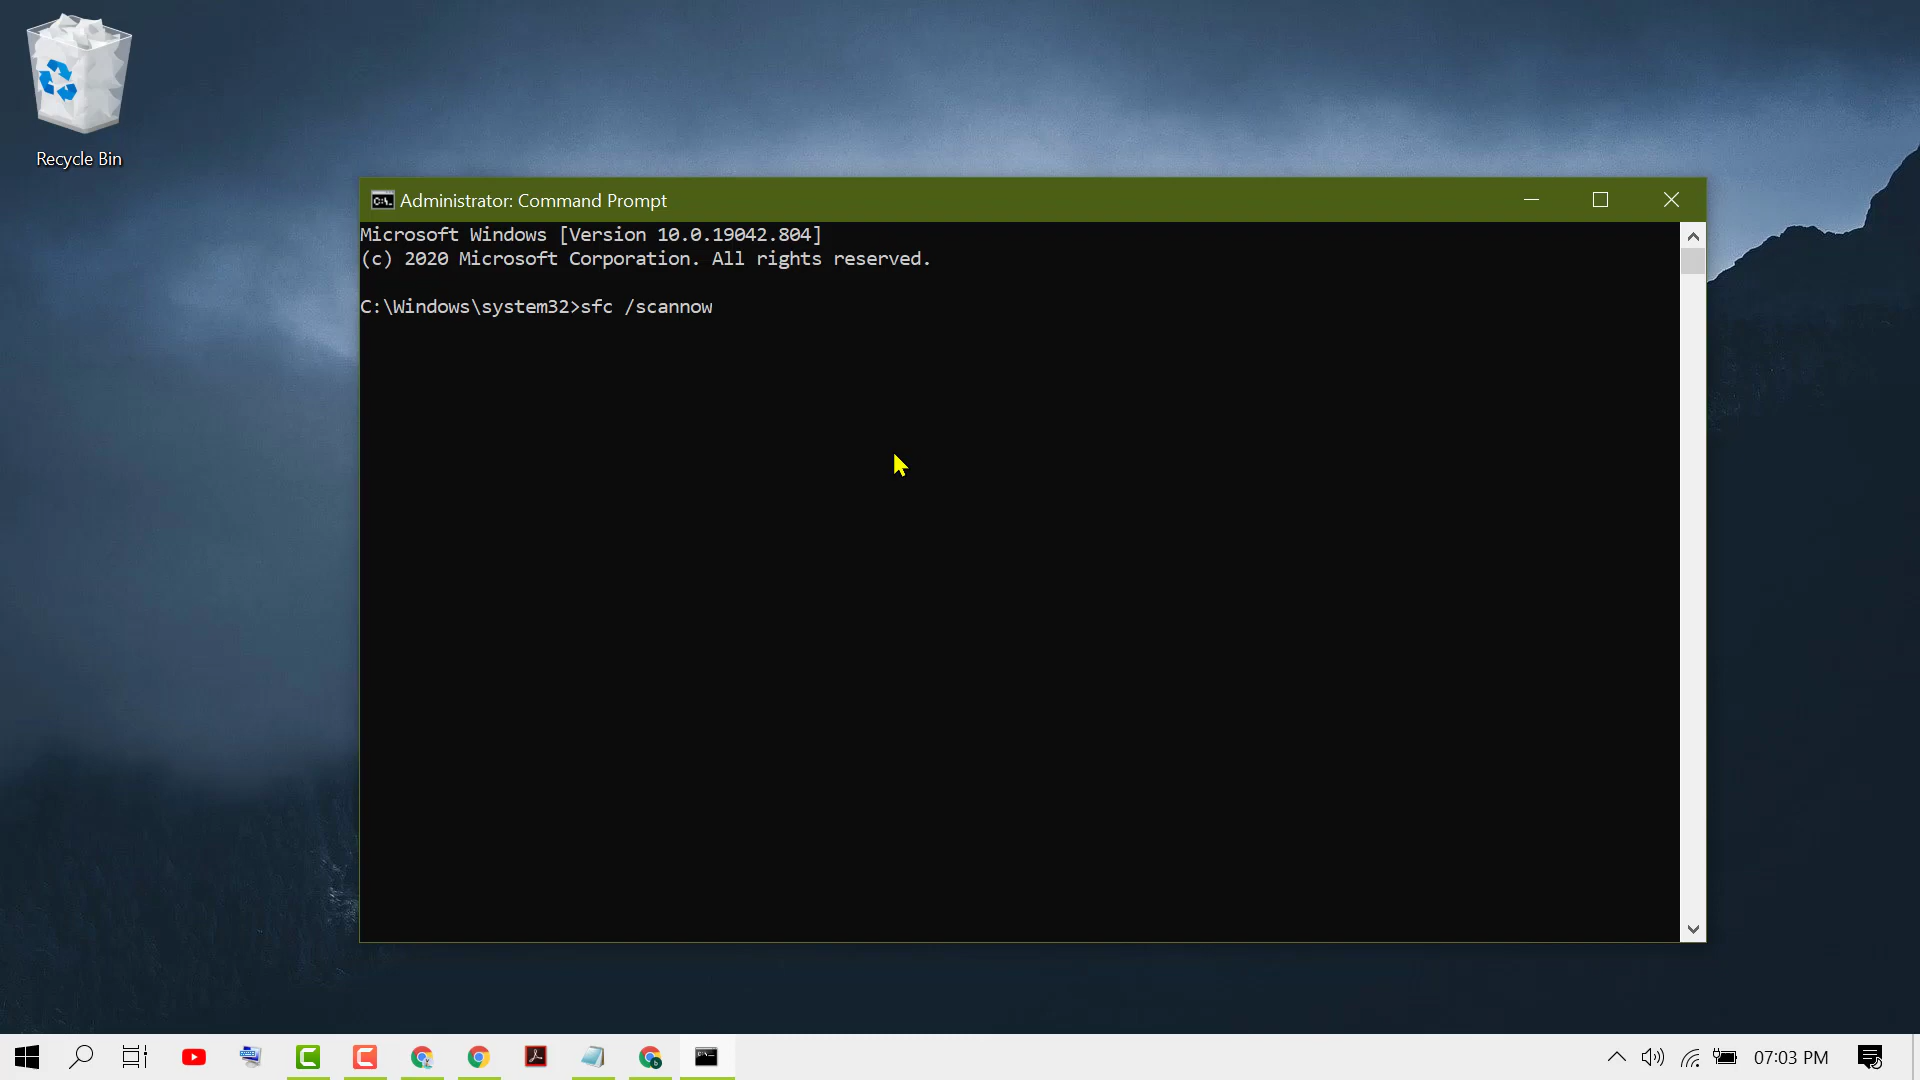 Recycle Bin
Administrator: Command Prompt
Microsoft Windows [Version 10.0.19042.804]
(c) 2020 Microsoft Corporation. All rights reserved.
C:\Windows\system32>sfc /scannow
07:03 PM